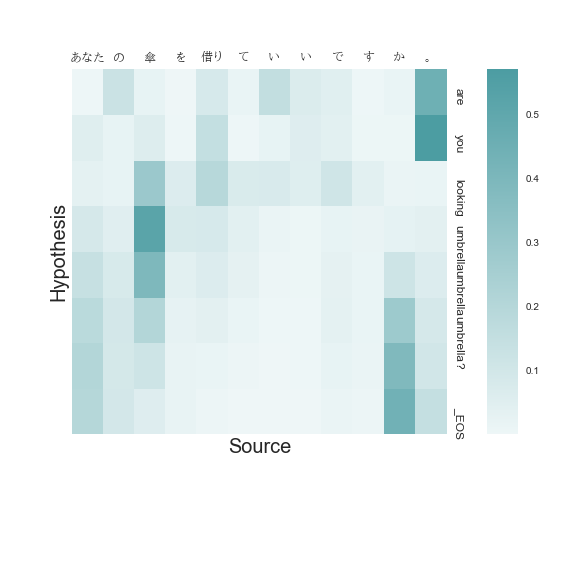 あなた の 傘 を 借り て い い で す か 。
are
you
looking
umbrella
umbrella
umbrella
?
_EOS
Hypothesis
Source
0.5
0.4
0.3
0.2
0.1